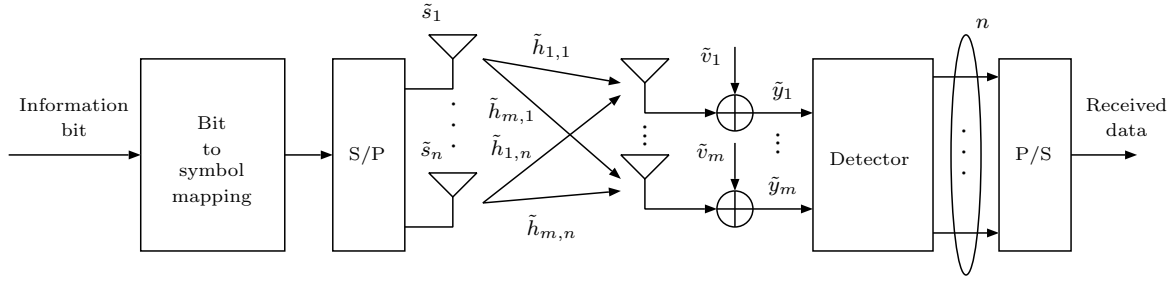 Information
bit
Bit
to
symbol
mapping
S/P
s̃₁
s̃ₙ
h̃₁,₁
h̃ₘ,₁
h̃₁,ₙ
h̃ₘ,ₙ
ṽ₁
ṽₘ
ỹ₁
ỹₘ
Detector
n
P/S
Received
data